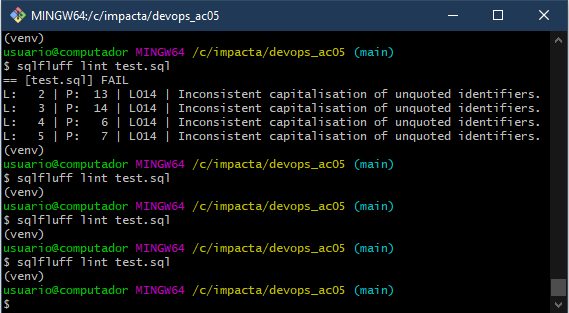 MINGW64:/c/impacta/devops_ac05
(venv)
usuario@computador MINGW64 /c/impacta/devops_ac05 (main)
$ sqlfluff lint test.sql
== [test.sql] FAIL
L:   2 | P:  13 | L014 | Inconsistent capitalisation of unquoted identifiers.
L:   3 | P:  14 | L014 | Inconsistent capitalisation of unquoted identifiers.
L:   4 | P:   6 | L014 | Inconsistent capitalisation of unquoted identifiers.
L:   5 | P:   7 | L014 | Inconsistent capitalisation of unquoted identifiers.
(venv)
usuario@computador MINGW64 /c/impacta/devops_ac05 (main)
$ sqlfluff lint test.sql
(venv)
usuario@computador MINGW64 /c/impacta/devops_ac05 (main)
$ sqlfluff lint test.sql
(venv)
usuario@computador MINGW64 /c/impacta/devops_ac05 (main)
$ sqlfluff lint test.sql
(venv)
usuario@computador MINGW64 /c/impacta/devops_ac05 (main)
$